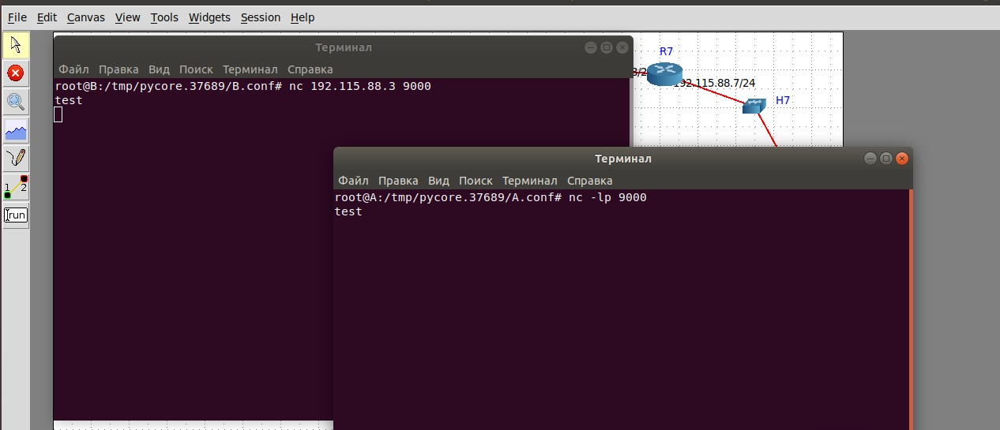 File Edit Canvas View Tools Widgets Session Help
Терминал
Файл Правка Вид Поиск Терминал Справка
root@B:/tmp/pycore.37689/B.conf# nc 192.115.88.3 9000
test
R7
192.115.88.7/24
H7
1 2
run
Терминал
Файл Правка Вид Поиск Терминал Справка
root@A:/tmp/pycore.37689/A.conf# nc -lp 9000
test